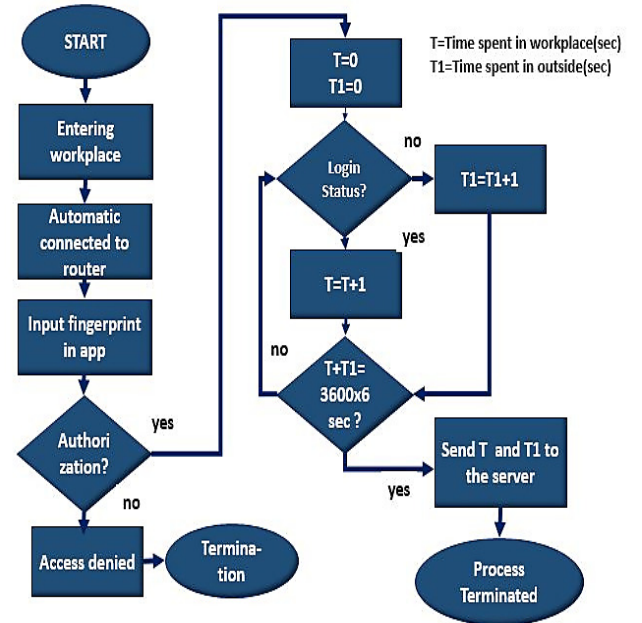 START
Entering
workplace
Automatic
connected to
router
Input fingerprint
in app
Authori
zation?
yes
no
Access denied
Termina-
tion
T=0
T1=0
T=Time spent in workplace(sec)
T1=Time spent in outside(sec)
Login
Status?
no
T1=T1+1
yes
T=T+1
no
T+T1=
3600x6
sec ?
yes
Send T and T1 to
the server
Process
Terminated